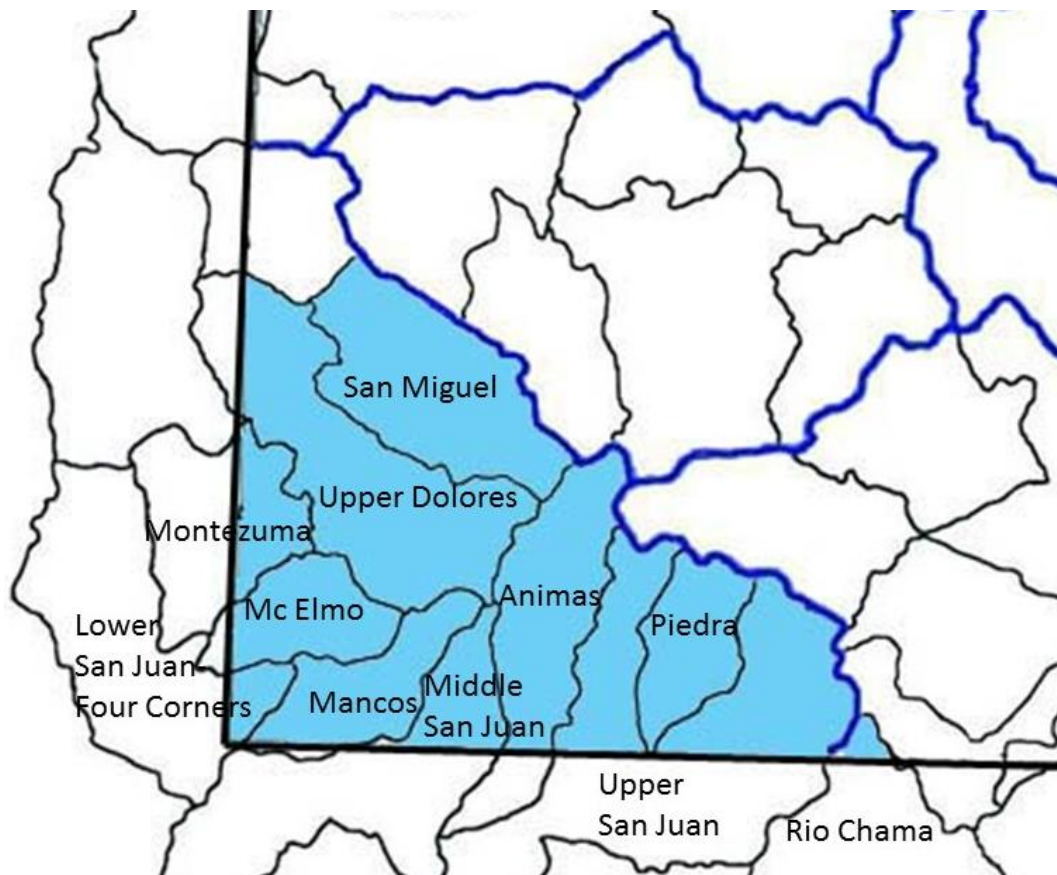 San Miguel
Upper Dolores
Montezuma
Mc Elmo
Animas
Lower
San Juan-
Four Corners
Piedra
Mancos
Middle
San Juan
Upper
San Juan
Rio Chama